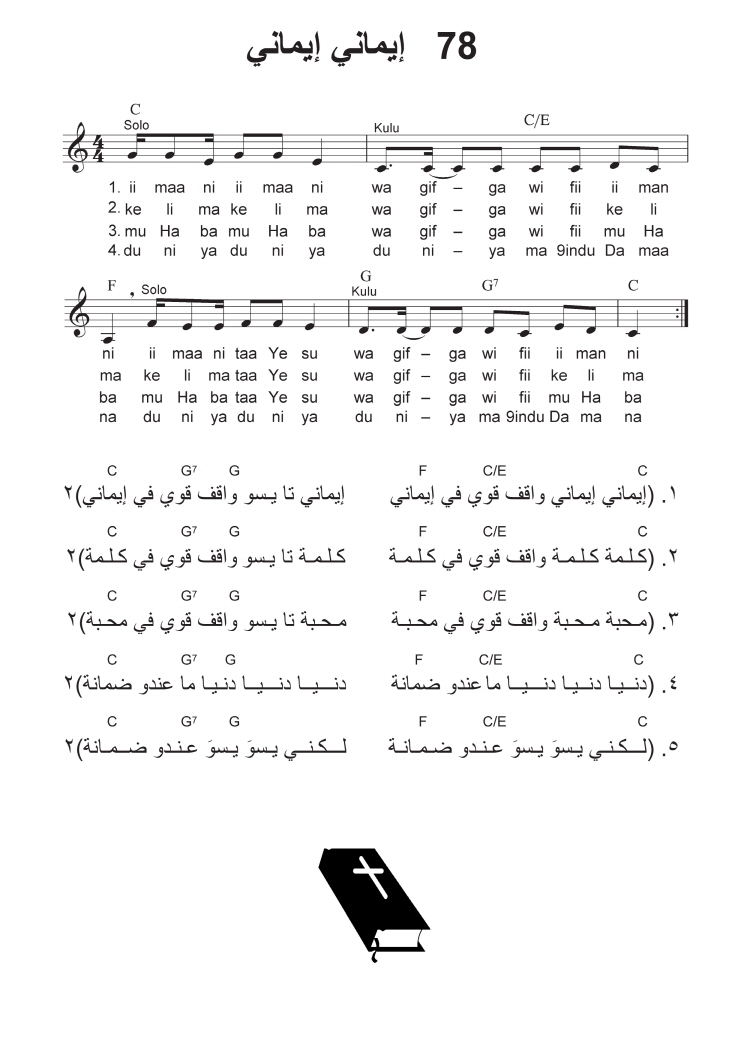 78 إيماني إيماني
C
Solo Kulu C/E
1. ii maa ni ii maa ni wa gif – ga wi fii ii man
2. ke li ma ke li ma wa gif – ga wi fii ke li
3. mu Ha ba mu Ha ba wa gif – ga wi fii mu Ha
4. du ni ya du ni ya du ni – ya ma 9indu Da maa
F Solo G Kulu G7 C
ni ii maa ni taa Ye su wa gif – ga wi fii ii man ni
ma ke li ma taa Ye su wa gif – ga wi fii ke li ma
ba mu Ha ba taa Ye su wa gif – ga wi fii mu Ha ba
na du ni ya du ni ya du ni – ya ma 9indu Da ma na
C G7 G F C/E C
١. (إيماني إيماني واقف قوي في إيماني إيماني تا يسو واقف قوي في إيماني)٢
C G7 G F C/E C
٢. (كلمة كلمة واقف قوي في كلمة كلمة تا يسو واقف قوي في كلمة)٢
C G7 G F C/E C
٣. (محبة محبة واقف قوي في محبة محبة تا يسو واقف قوي في محبة)٢
C G7 G F C/E C
٤. (دنيا دنيا دنيا ما عندو ضمانة دنيا دنيا دنيا ما عندو ضمانة)٢
C G7 G F C/E C
٥. (لكني يسوَ يسوَ عندو ضمانة لكني يسوَ يسوَ عندو ضمانة)٢